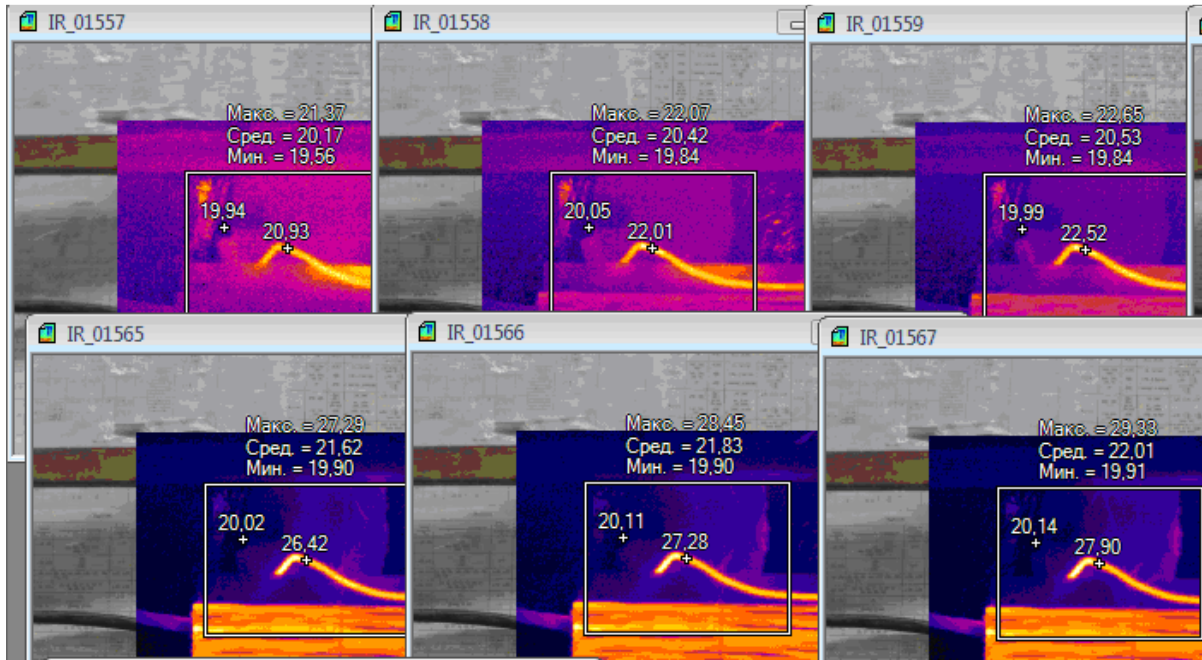 IR_01557
Макс. = 21,37
Сред. = 20,17
Мин. = 19,56
19,94
20,93
IR_01558
Макс. = 22,07
Сред. = 20,42
Мин. = 19,84
20,05
22,01
IR_01559
Макс. = 22,65
Сред. = 20,53
Мин. = 19,84
19,99
22,52
IR_01565
Макс. = 27,29
Сред. = 21,62
Мин. = 19,90
20,02
26,42
IR_01566
Макс. = 28,45
Сред. = 21,83
Мин. = 19,90
20,11
27,28
IR_01567
Макс. = 29,33
Сред. = 22,01
Мин. = 19,91
20,14
27,90